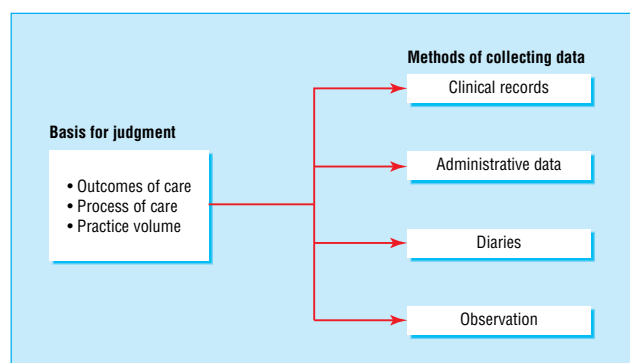 Basis for judgment
• Outcomes of care
• Process of care
• Practice volume
Methods of collecting data
Clinical records
Administrative data
Diaries
Observation